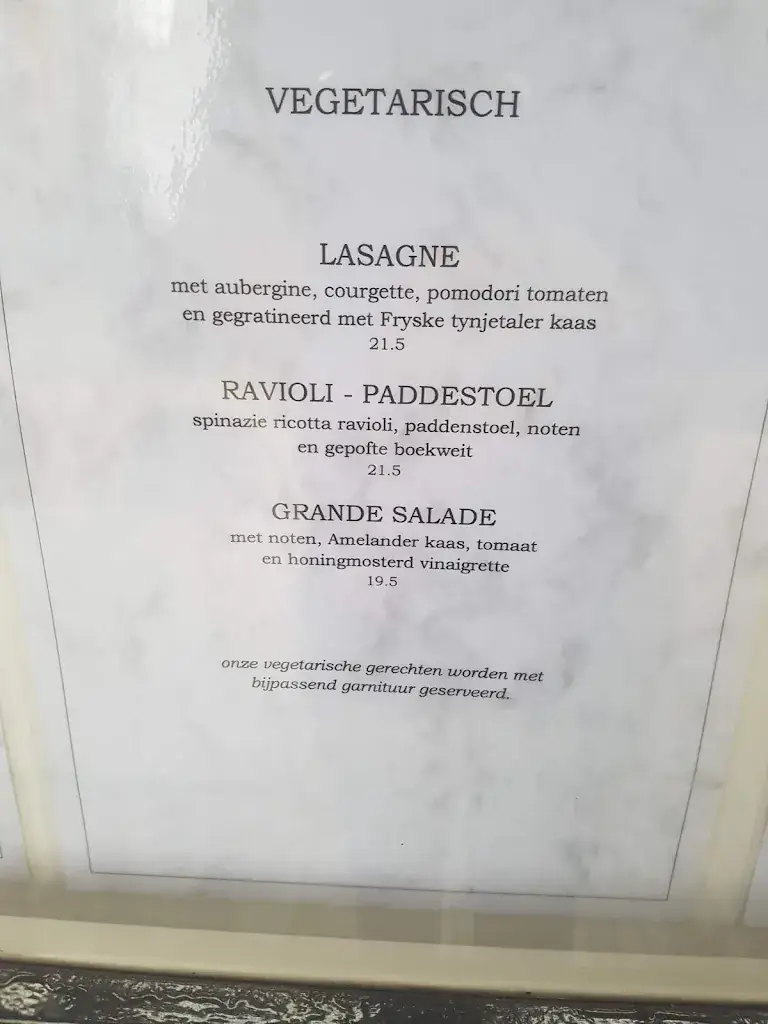 VEGETARISCH
LASAGNE
met aubergine, courgette, pomodori tomaten
en gegratineerd met Fryske tynjetaler kaas
21.5
RAVIOLI - PADDESTOEL
spinazie ricotta ravioli, paddenstoel, noten
en gepofte boekweit
21.5
GRANDE SALADE
met noten, Amelander kaas, tomaat
en honingmosterd vinaigrette
19.5
onze vegetarische gerechten worden met
bijpassend garnituur geserveerd.